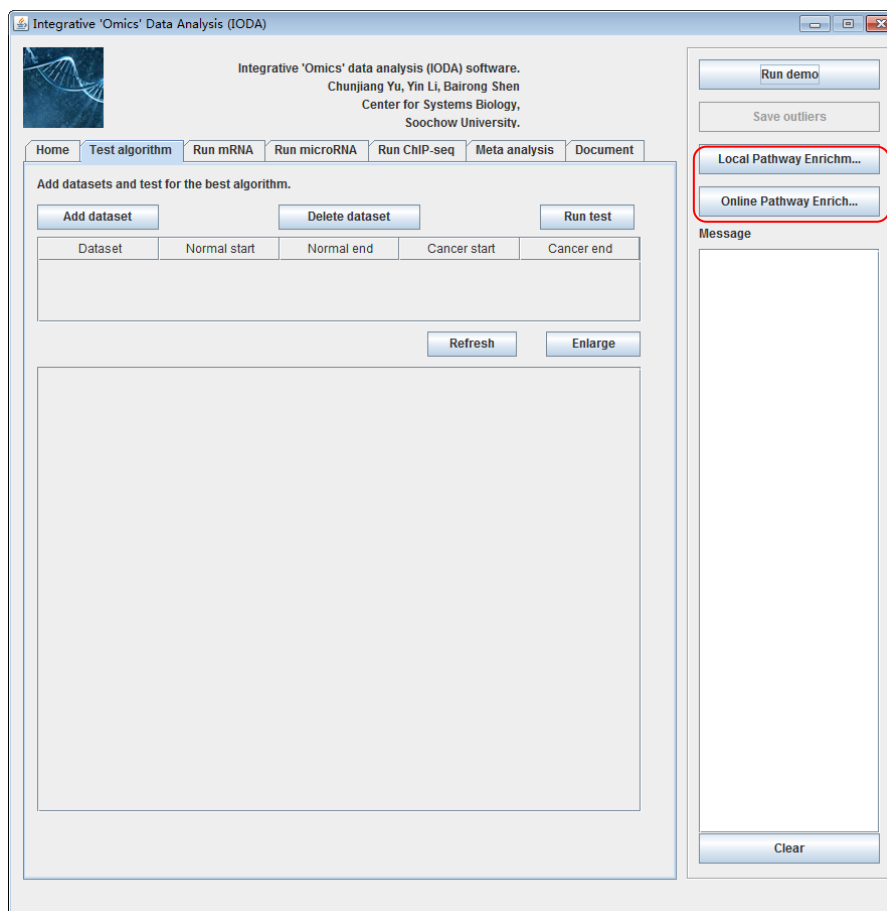 Integrative 'Omics' Data Analysis (IODA)
Integrative 'Omics' data analysis (IODA) software.
Chunjiang Yu, Yin Li, Bairong Shen
Center for Systems Biology,
Soochow University.
Home Test algorithm Run mRNA Run microRNA Run ChIP-seq Meta analysis Document
Add datasets and test for the best algorithm.
Add dataset Delete dataset Run test
Dataset Normal start Normal end Cancer start Cancer end
Refresh Enlarge
Run demo
Save outliers
Local Pathway Enrichm...
Online Pathway Enrich...
Message
Clear